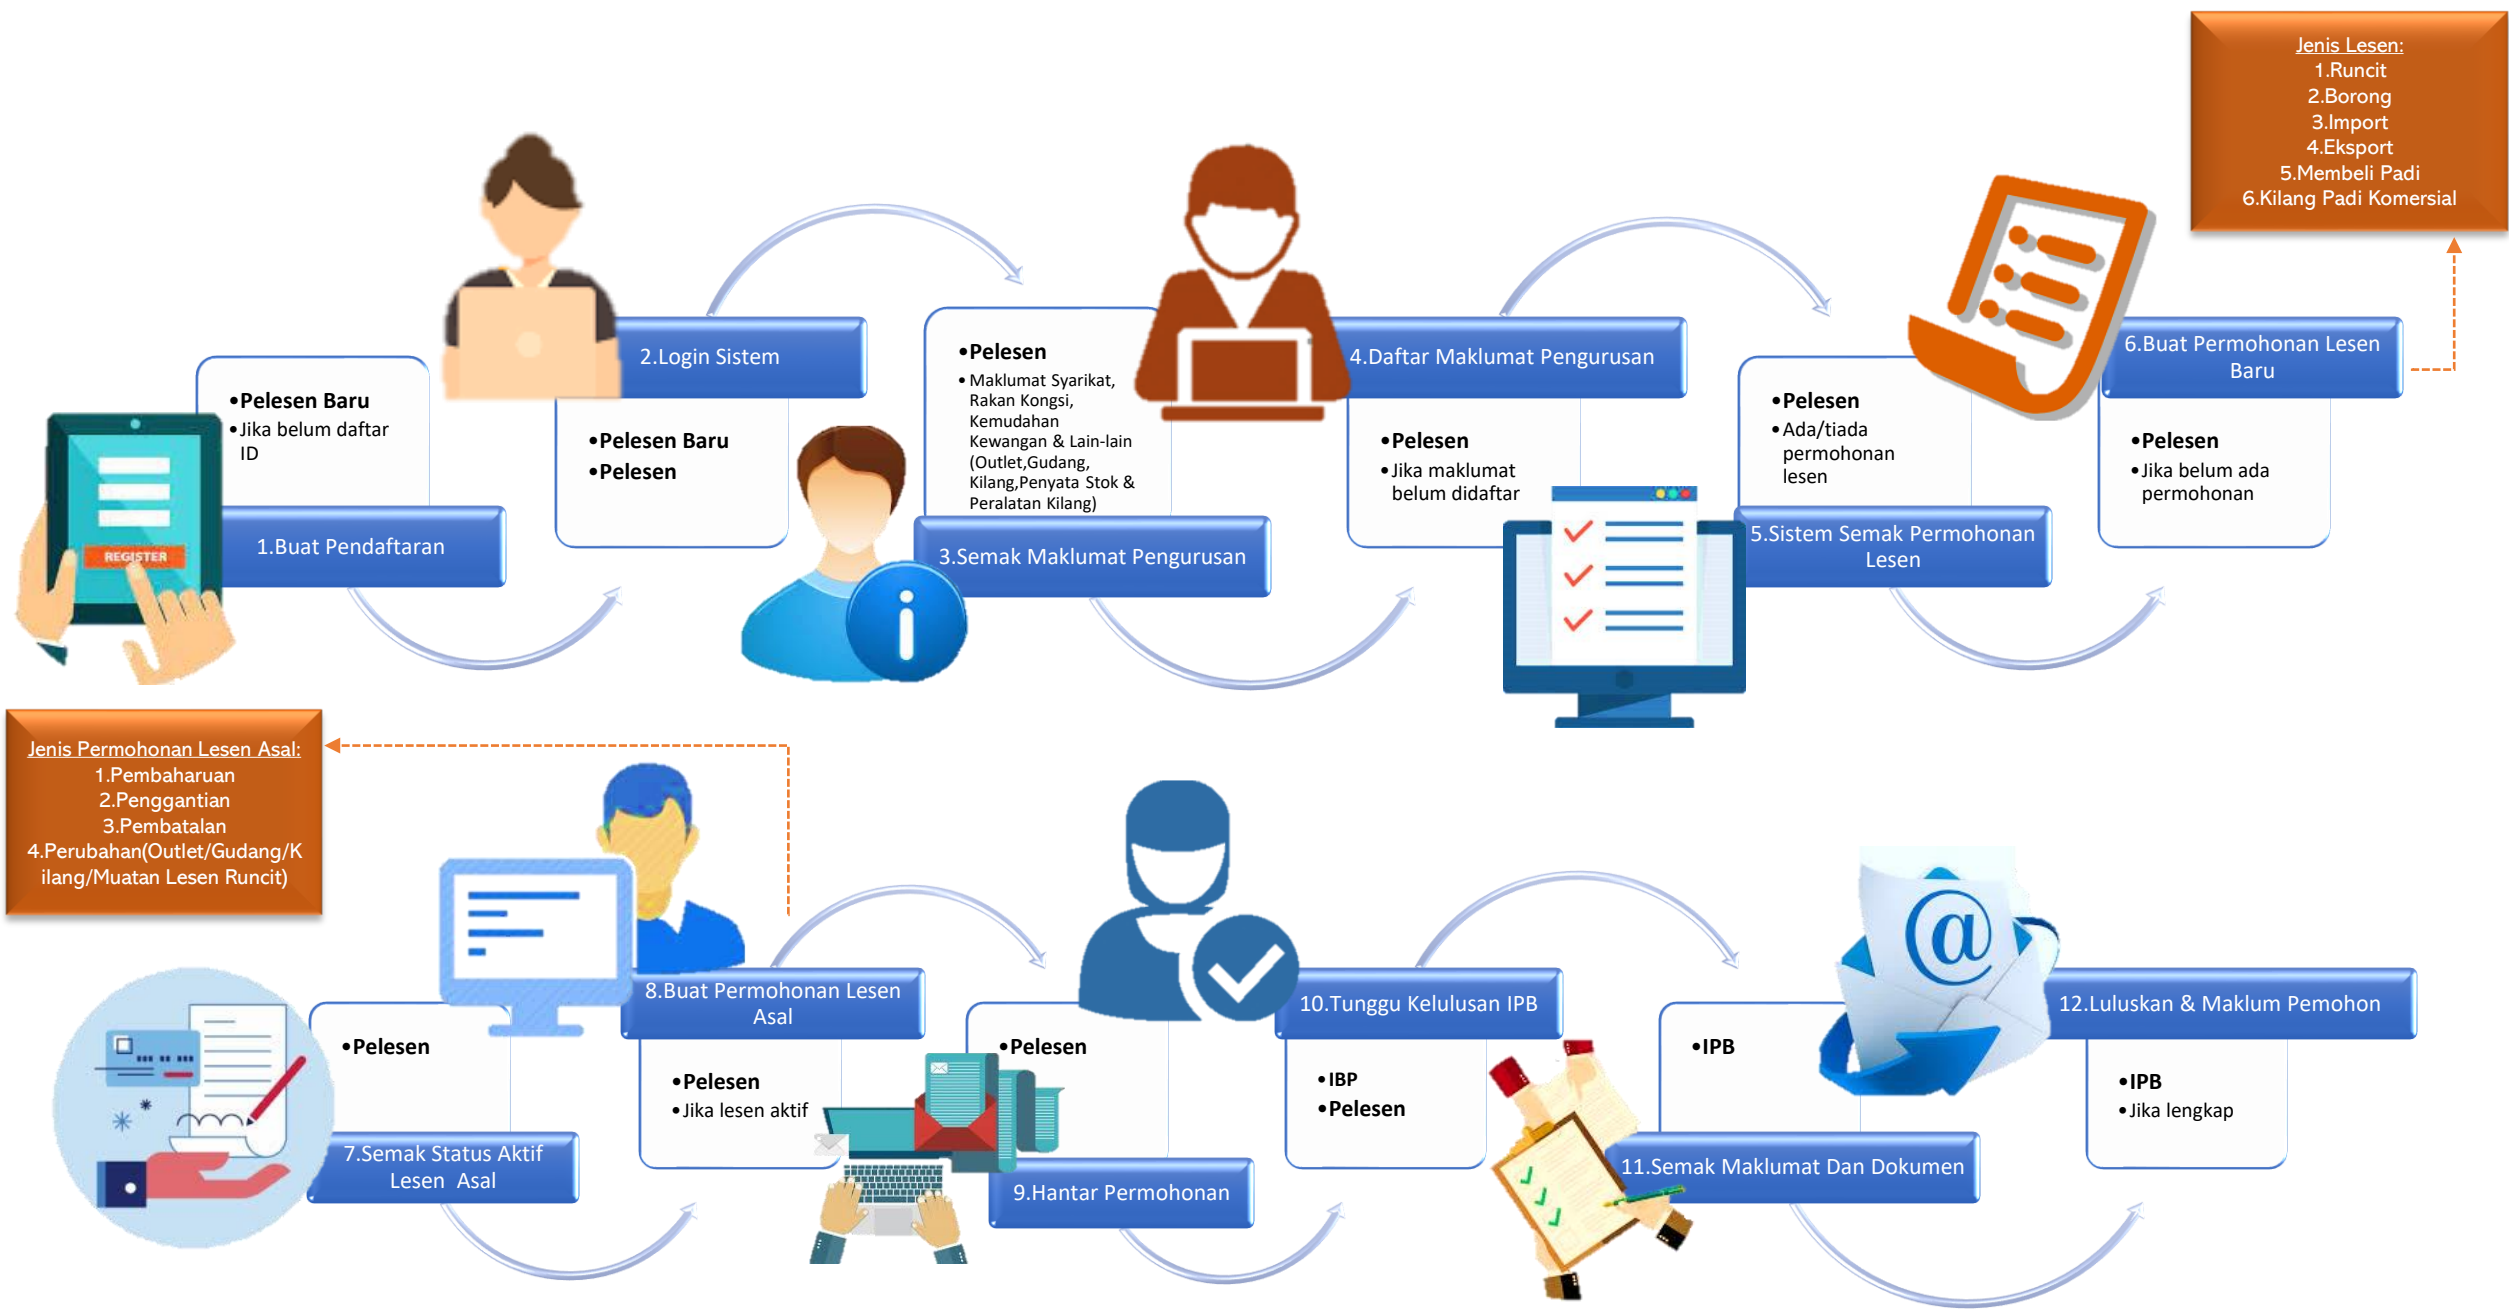 Jenis Lesen:
1.Runcit
2.Borong
3.Import
4.Eksport
5.Membeli Padi
6.Kilang Padi Komersial
•Pelesen Baru
•Jika belum daftar
ID
REGISTER
1.Buat Pendaftaran
2.Login Sistem
•Pelesen Baru
•Pelesen
•Pelesen
•Maklumat Syarikat,
Rakan Kongsi,
Kemudahan
Kewangan & Lain-lain
(Outlet,Gudang,
Kilang,Penyata Stok &
Peralatan Kilang)
3.Semak Maklumat Pengurusan
4.Daftar Maklumat Pengurusan
•Pelesen
•Jika maklumat
belum didaftar
•Pelesen
•Ada/tiada
permohonan
lesen
5.Sistem Semak Permohonan
Lesen
6.Buat Permohonan Lesen
Baru
•Pelesen
•Jika belum ada
permohonan
Jenis Permohonan Lesen Asal:
1.Pembaharuan
2.Penggantian
3.Pembatalan
4.Perubahan(Outlet/Gudang/K
ilang/Muatan Lesen Runcit)
•Pelesen
7.Semak Status Aktif
Lesen Asal
8.Buat Permohonan Lesen
Asal
•Pelesen
•Jika lesen aktif
•Pelesen
9.Hantar Permohonan
10.Tunggu Kelulusan IPB
•IBP
•Pelesen
•IPB
11.Semak Maklumat Dan Dokumen
@
12.Luluskan & Maklum Pemohon
•IPB
•Jika lengkap